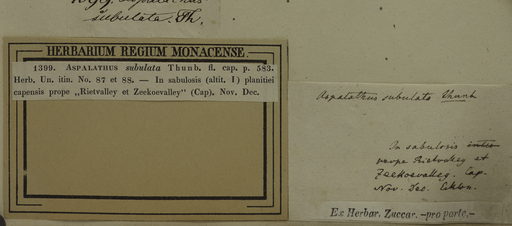 Aspalathus
subulata. Th.
HERBARIUM REGIUM MONACENSE.
1399. ASPALATHUS subulata Thunb. fl. cap. p. 583.
Herb. Un. itin. No. 87 et 88. — In sabulosis (altit. I) planitiei
capensis prope „Rietvalley et Zeekoevalley" (Cap). Nov. Dec.
Aspalathus subulata Thunb
In sabulosis
prope Rietvalley et
Zeekoevalley. Cap.
Nov. Dec. Eklon.
Ex Herbar. Zuccar. –pro parte.–